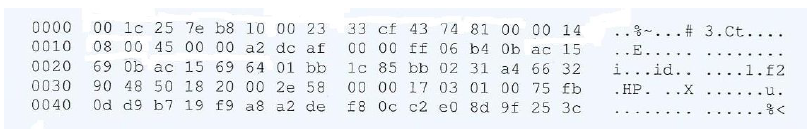 0000 00 1c 25 7e b8 10 00 23 33 cf 43 74 81 00 00 14 ..%~...# 3.Ct....
0010 08 00 45 00 00 a2 dc af 00 00 ff 06 b4 0b ac 15 ..E..... ........
0020 69 0b ac 15 69 64 01 bb 1c 85 bb 02 31 a4 66 32 i...id.. ....1.f2
0030 90 48 50 18 20 00 2e 58 00 00 17 03 01 00 75 fb .HP. ..X ......u.
0040 0d d9 b7 19 f9 a8 a2 de f8 0c c2 e0 8d 9f 25 3c ........ ......%<